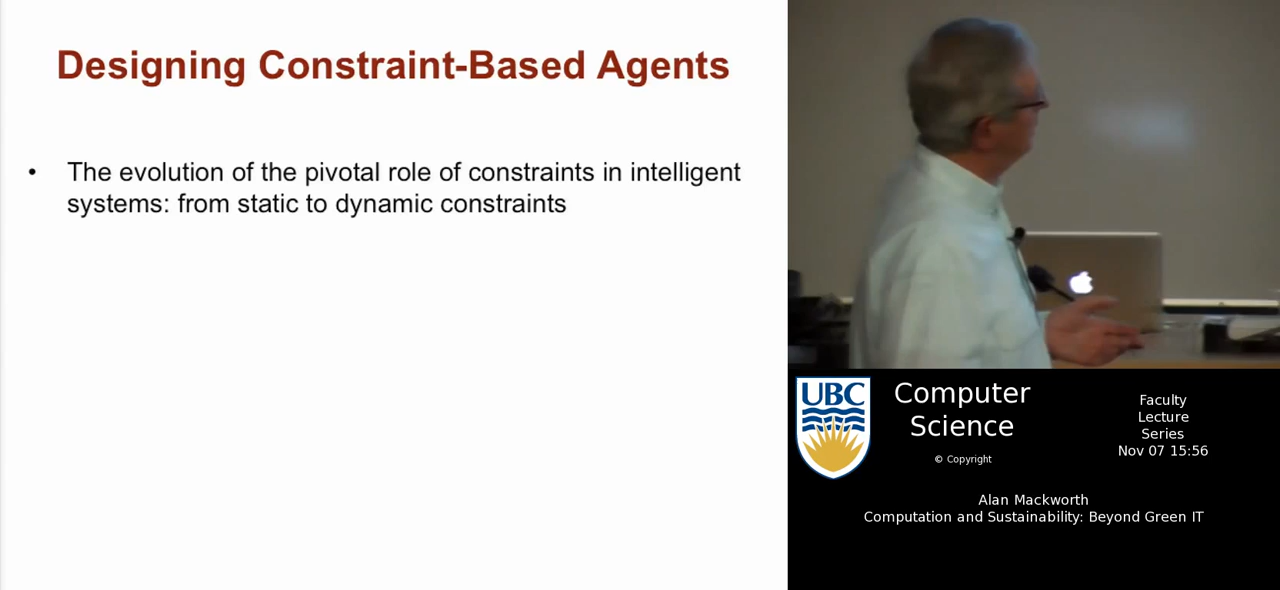 Designing Constraint-Based Agents
• The evolution of the pivotal role of constraints in intelligent
systems: from static to dynamic constraints
UBC
Computer
Science
© Copyright
Faculty
Lecture
Series
Nov 07 15:56
Alan Mackworth
Computation and Sustainability: Beyond Green IT